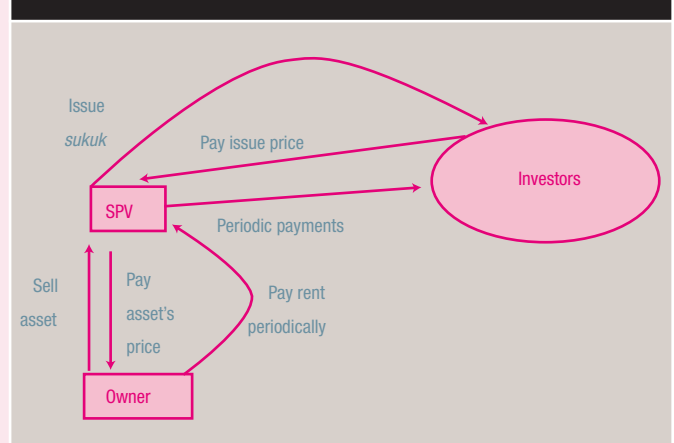 Issue
sukuk
Pay issue price
Investors
SPV
Periodic payments
Sell
asset
Pay
asset's
price
Pay rent
periodically
Owner